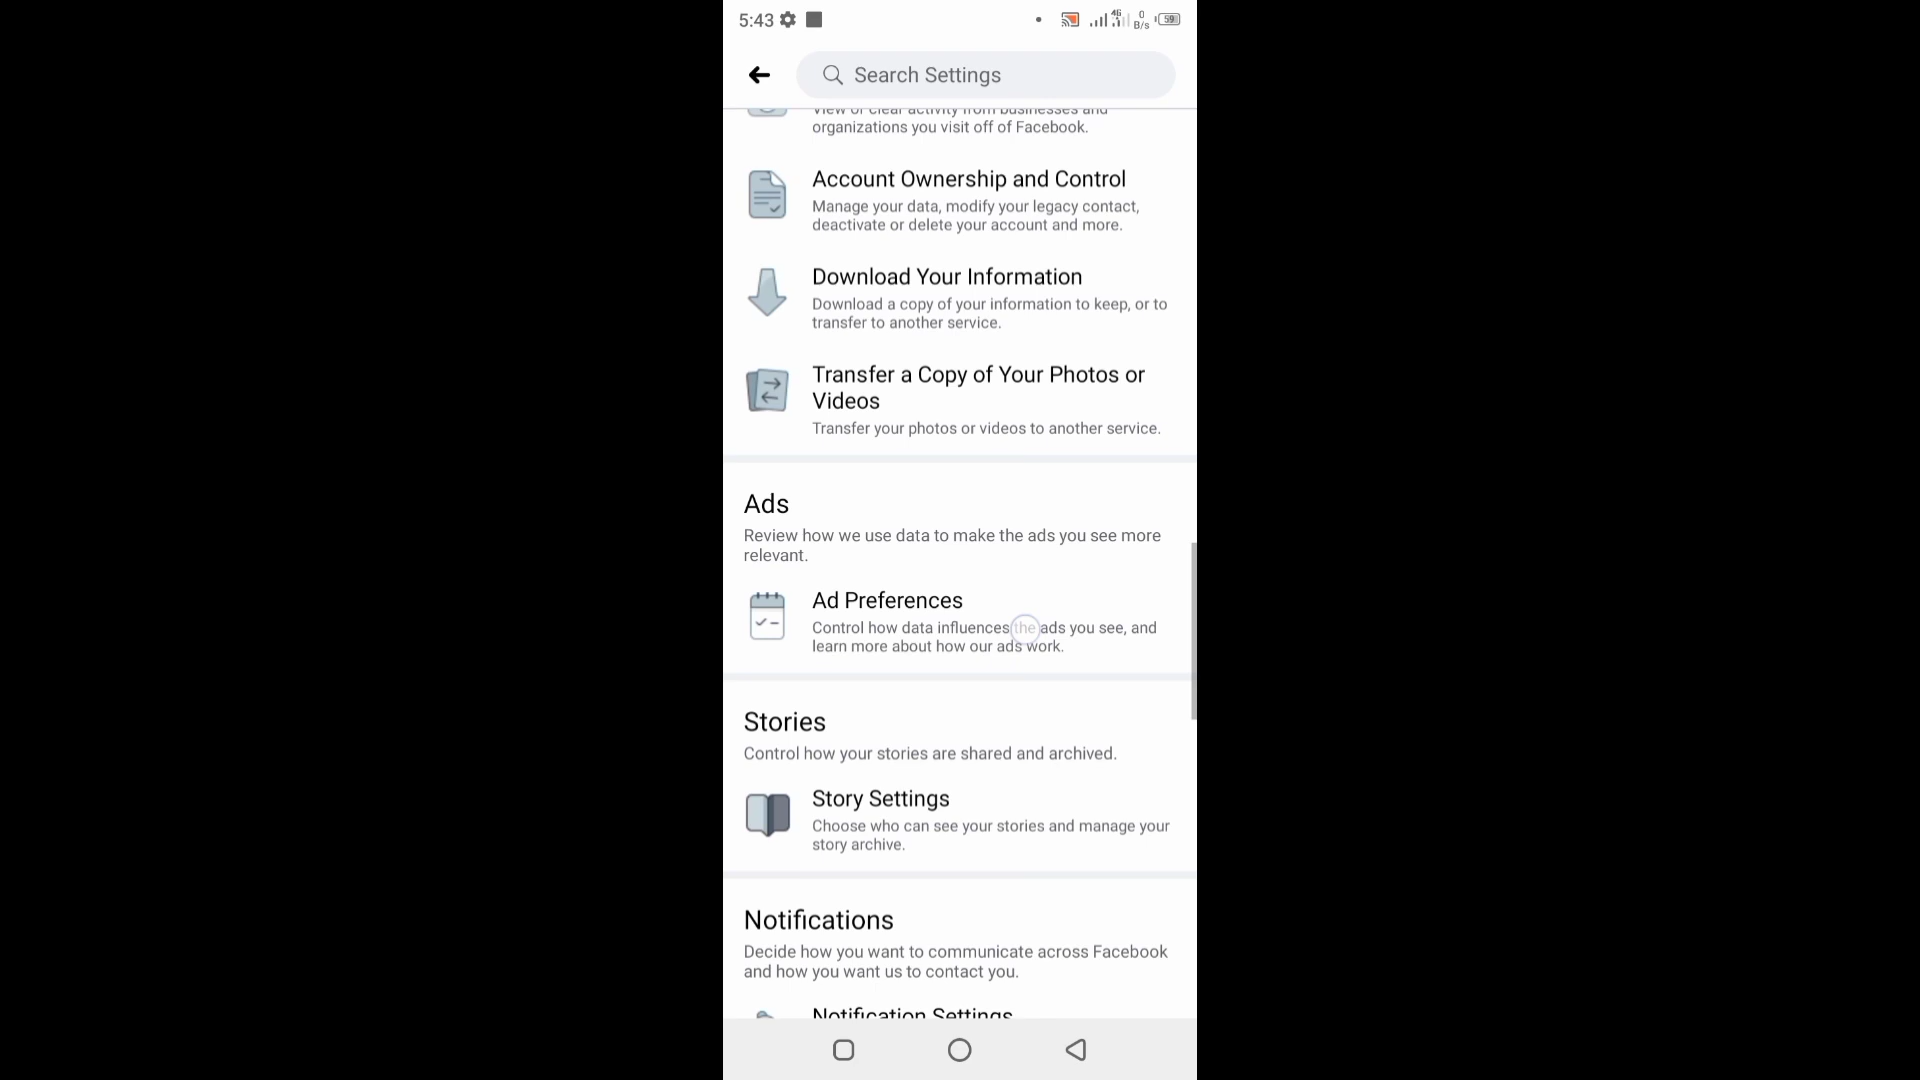 5:43
4G
0
B/s
59
Search Settings
View or clear activity from businesses and
organizations you visit off of Facebook.
Account Ownership and Control
Manage your data, modify your legacy contact,
deactivate or delete your account and more.
Download Your Information
Download a copy of your information to keep, or to
transfer to another service.
Transfer a Copy of Your Photos or
Videos
Transfer your photos or videos to another service.
Ads
Review how we use data to make the ads you see more
relevant.
Ad Preferences
Control how data influences the ads you see, and
learn more about how our ads work.
Stories
Control how your stories are shared and archived.
Story Settings
Choose who can see your stories and manage your
story archive.
Notifications
Decide how you want to communicate across Facebook
and how you want us to contact you.
Notification Settings